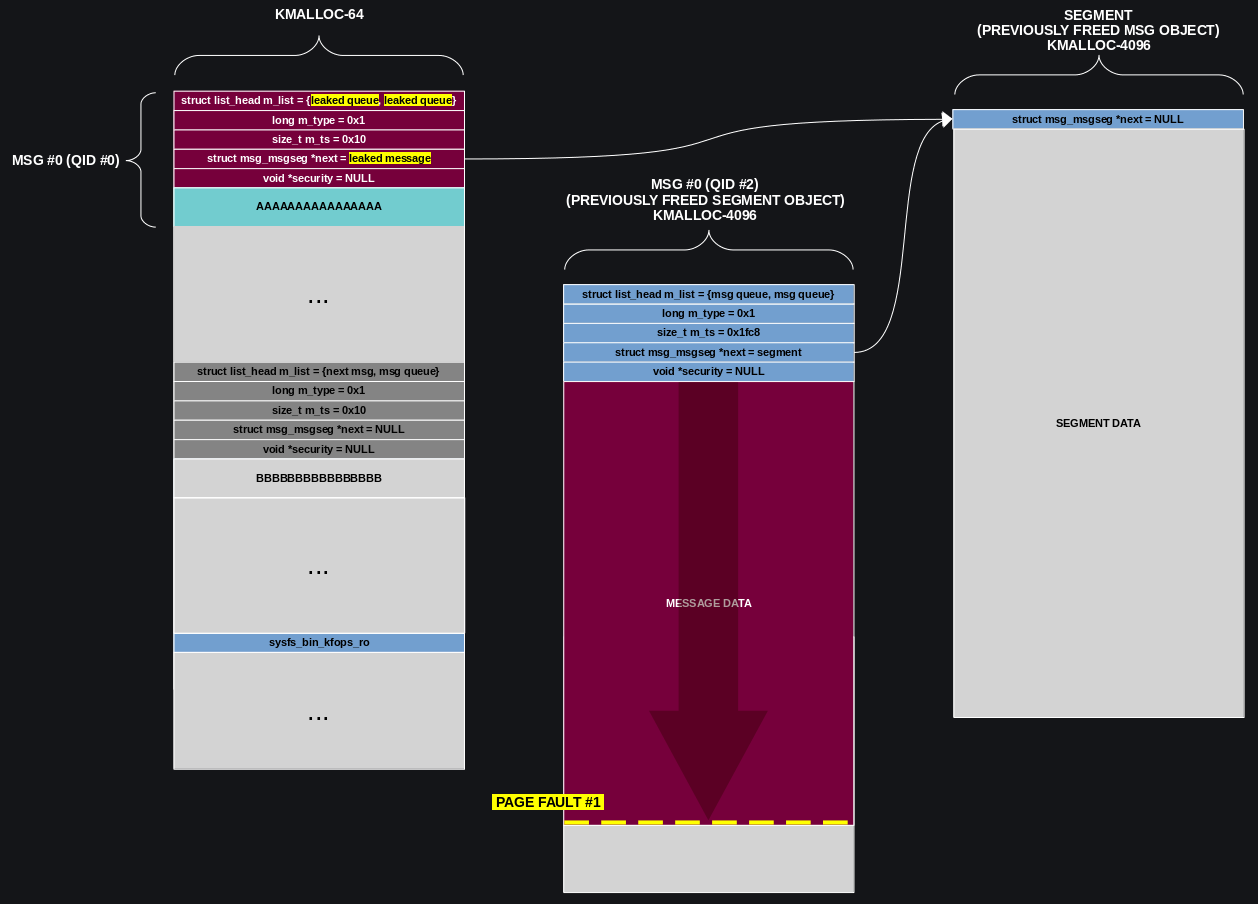 KMALLOC-64
SEGMENT
(PREVIOUSLY FREED MSG OBJECT)
KMALLOC-4096
struct list_head m_list = {leaked queue, leaked queue}
long m_type = 0x1
size_t m_ts = 0x10
struct msg_msgseg *next = leaked message
void *security = NULL
MSG #0 (QID #0)
AAAAAAAAAAAAAAAA
...
struct list_head m_list = {next msg, msg queue}
long m_type = 0x1
size_t m_ts = 0x10
struct msg_msgseg *next = NULL
void *security = NULL
BBBBBBBBBBBBBBBB
...
sysfs_bin_kfops_ro
...
MSG #0 (QID #2)
(PREVIOUSLY FREED SEGMENT OBJECT)
KMALLOC-4096
struct list_head m_list = {msg queue, msg queue}
long m_type = 0x1
size_t m_ts = 0x1fc8
struct msg_msgseg *next = segment
void *security = NULL
MESSAGE DATA
PAGE FAULT #1
struct msg_msgseg *next = NULL
SEGMENT DATA